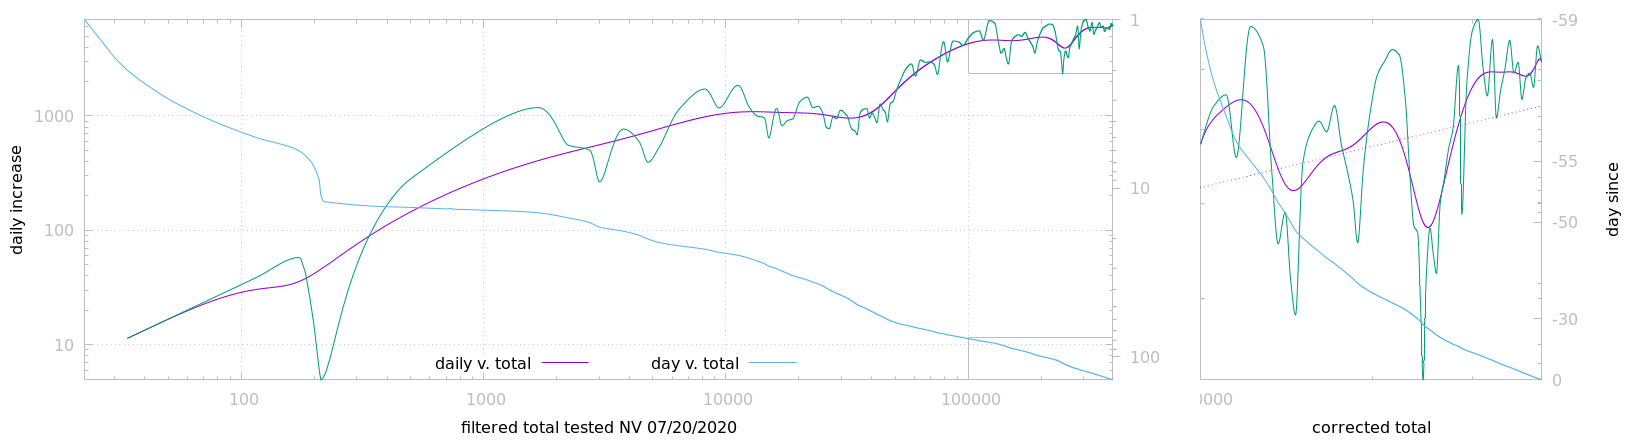 1000
100
10
daily increase
100
1000
10000
100000
filtered total tested NV 07/20/2020
daily v. total
day v. total
1
10
100
-59
-55
-50
-30
0
day since
0000
corrected total